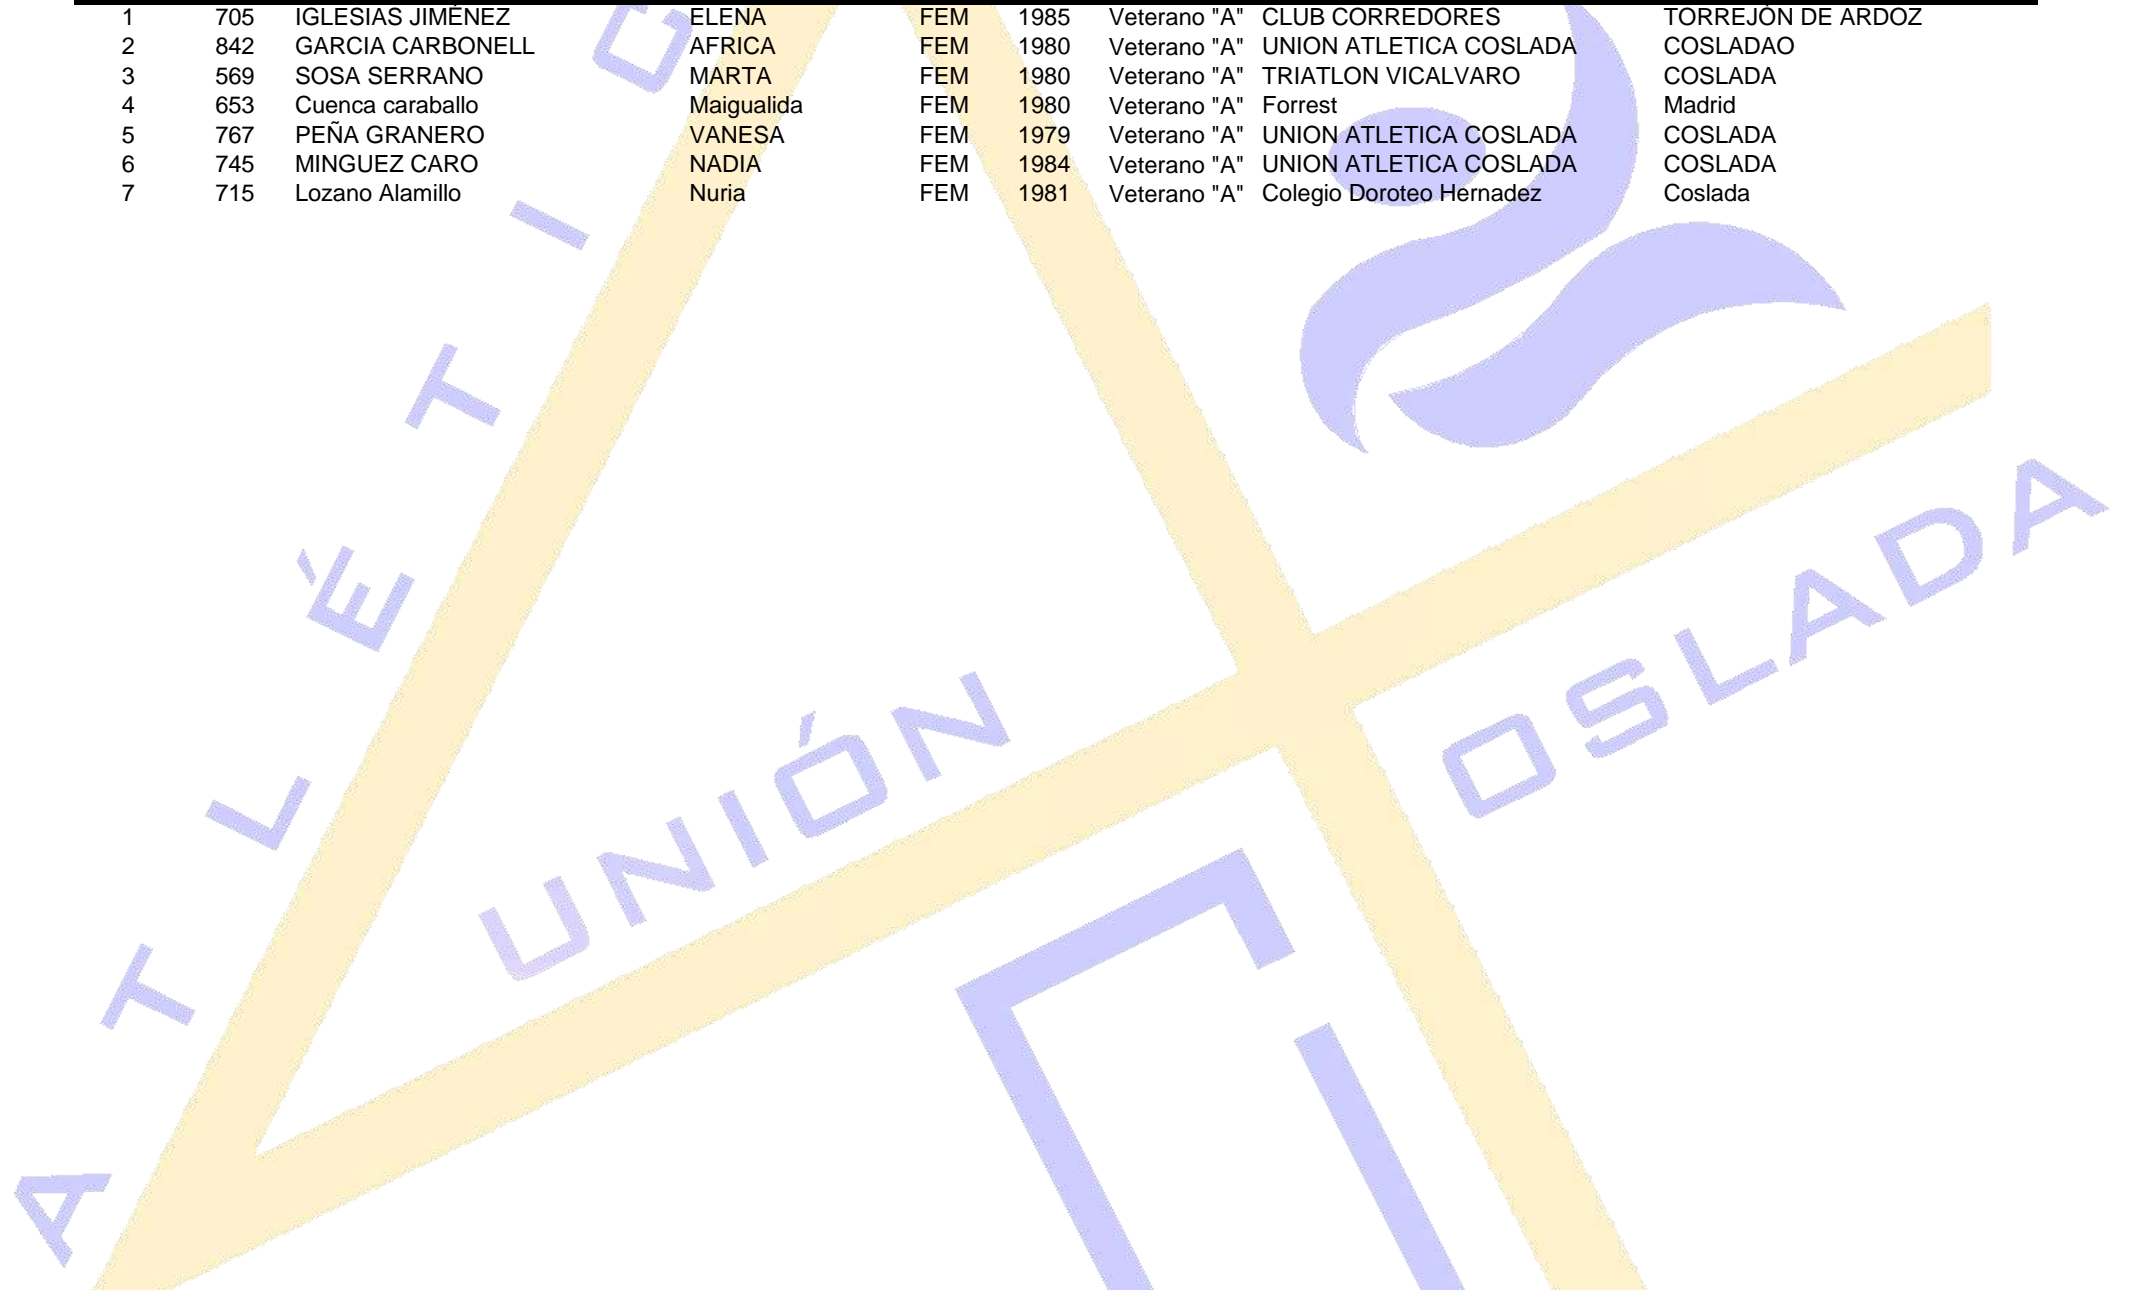 1 705 IGLESIAS JIMÉNEZ ELENA FEM 1985 Veterano "A" CLUB CORREDORES TORREJÓN DE ARDOZ
2 842 GARCIA CARBONELL AFRICA FEM 1980 Veterano "A" UNION ATLETICA COSLADA COSLADAO
3 569 SOSA SERRANO MARTA FEM 1980 Veterano "A" TRIATLON VICALVARO COSLADA
4 653 Cuenca caraballo Maigualida FEM 1980 Veterano "A" Forrest Madrid
5 767 PEÑA GRANERO VANESA FEM 1979 Veterano "A" UNION ATLETICA COSLADA COSLADA
6 745 MINGUEZ CARO NADIA FEM 1984 Veterano "A" UNION ATLETICA COSLADA COSLADA
7 715 Lozano Alamillo Nuria FEM 1981 Veterano "A" Colegio Doroteo Hernadez Coslada
ATLÉTIC
UNIÓN
OSLADA